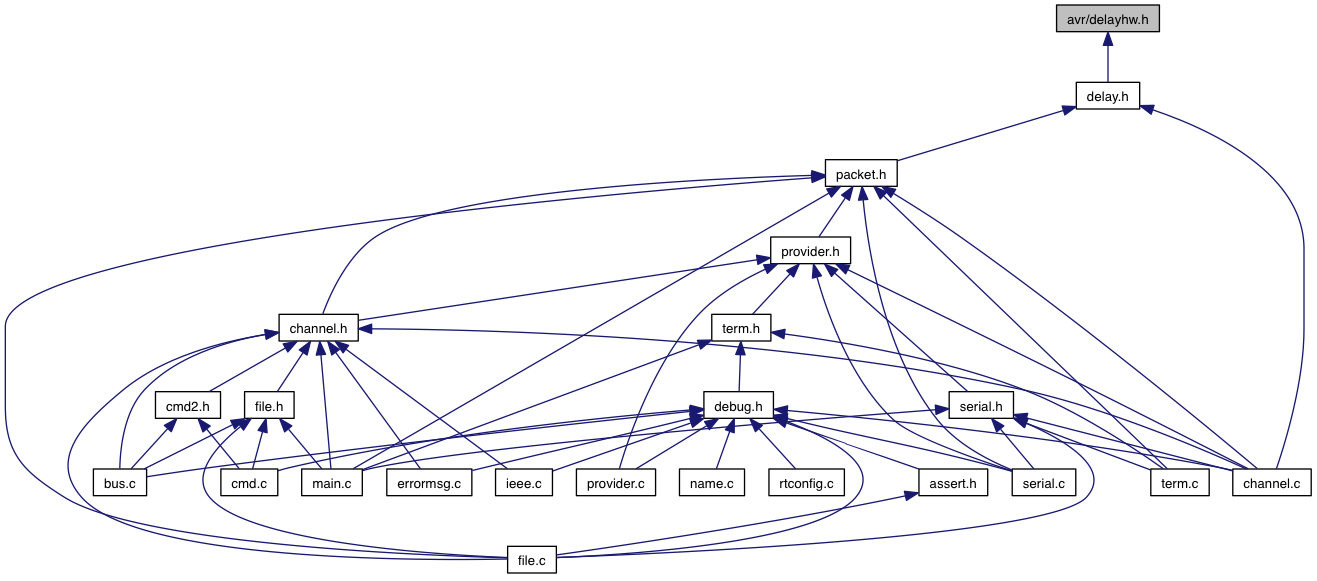 avr/delayhw.h
delay.h
packet.h
provider.h
channel.h
term.h
cmd2.h
file.h
debug.h
serial.h
bus.c
cmd.c
main.c
errormsg.c
ieee.c
provider.c
name.c
rtconfig.c
assert.h
serial.c
term.c
channel.c
file.c